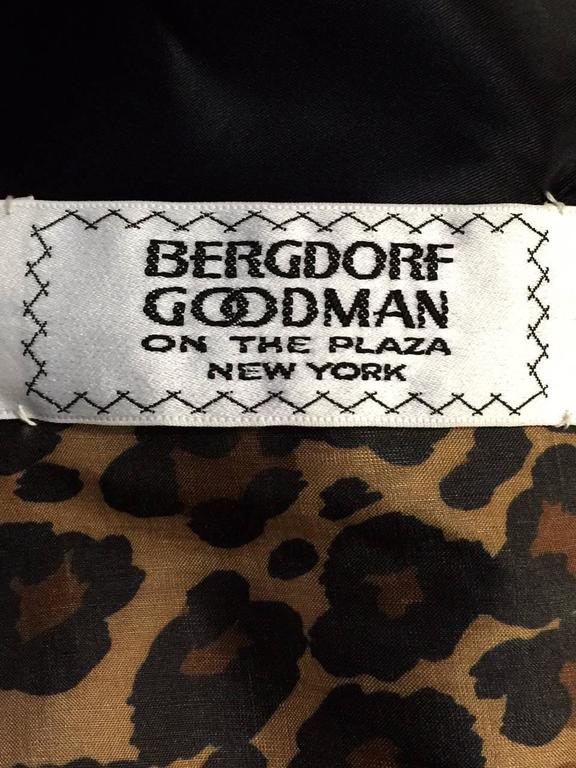 BERGDORF
GOODMAN
ON THE PLAZA
NEW YORK